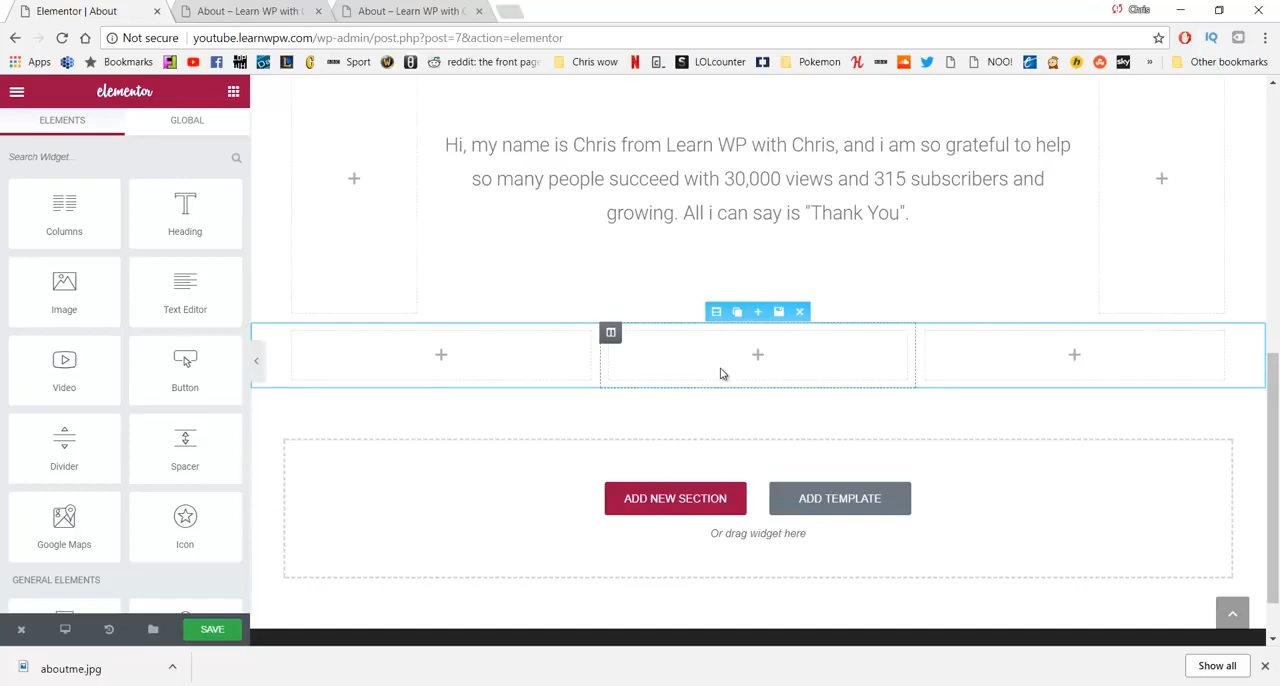 Elementor | About
About – Learn WP with C
About – Learn WP with C
Chris
Not secure
youtube.learnwpw.com/wp-admin/post.php?post=7&action=elementor
Apps
Bookmarks
Sport
reddit: the front page
Chris wow
LOLcounter
Pokemon
NOO!
sky
»
Other bookmarks
elementor
ELEMENTS
GLOBAL
Search Widget...
Columns
Heading
Image
Text Editor
Video
Button
Divider
Spacer
Google Maps
Icon
GENERAL ELEMENTS
SAVE
Hi, my name is Chris from Learn WP with Chris, and i am so grateful to help
so many people succeed with 30,000 views and 315 subscribers and
growing. All i can say is "Thank You".
ADD NEW SECTION
ADD TEMPLATE
Or drag widget here
aboutme.jpg
Show all